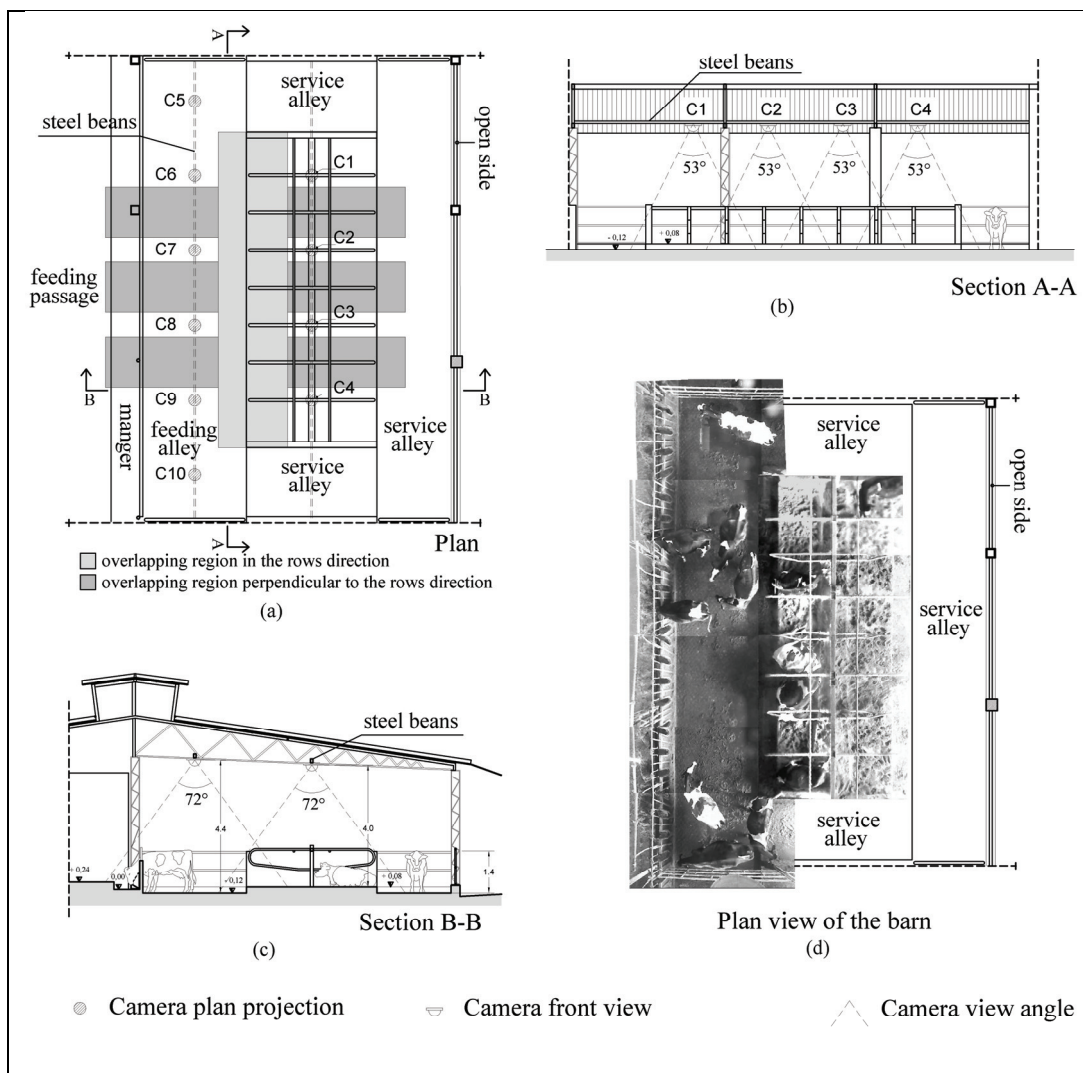 A
service
alley
C5
steel beans
open side
C1
C6
C2
C7
feeding
passage
C3
C8
B
B
C4
C9
manger
feeding
alley
service
alley
C10
service
alley
A
Plan
overlapping region in the rows direction
overlapping region perpendicular to the rows direction
(a)
steel beans
C1 C2 C3 C4
53° 53° 53° 53°
- 0,12
+ 0,08
Section A-A
(b)
steel beans
72° 72°
4.4
4.0
+ 0,24
0,00
- 0,12
+ 0,08
1.4
Section B-B
(c)
service
alley
open side
service
alley
service
alley
Plan view of the barn
(d)
Camera plan projection
Camera front view
Camera view angle